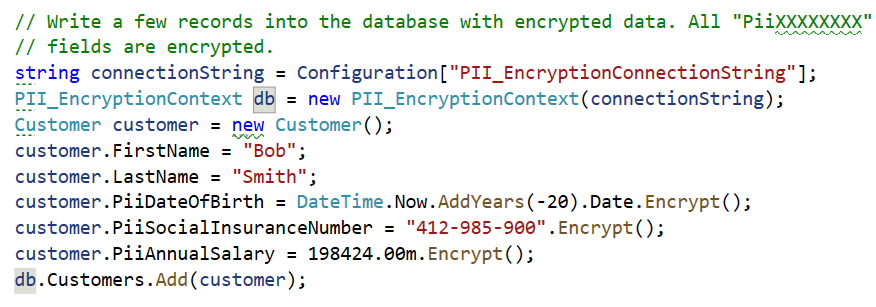 // Write a few records into the database with encrypted data. All "PiiXXXXXXXX"
// fields are encrypted.
string connectionString = Configuration["PII_EncryptionConnectionString"];
PII_EncryptionContext db = new PII_EncryptionContext(connectionString);
Customer customer = new Customer();
customer.FirstName = "Bob";
customer.LastName = "Smith";
customer.PiiDateOfBirth = DateTime.Now.AddYears(-20).Date.Encrypt();
customer.PiiSocialInsuranceNumber = "412-985-900".Encrypt();
customer.PiiAnnualSalary = 198424.00m.Encrypt();
db.Customers.Add(customer);